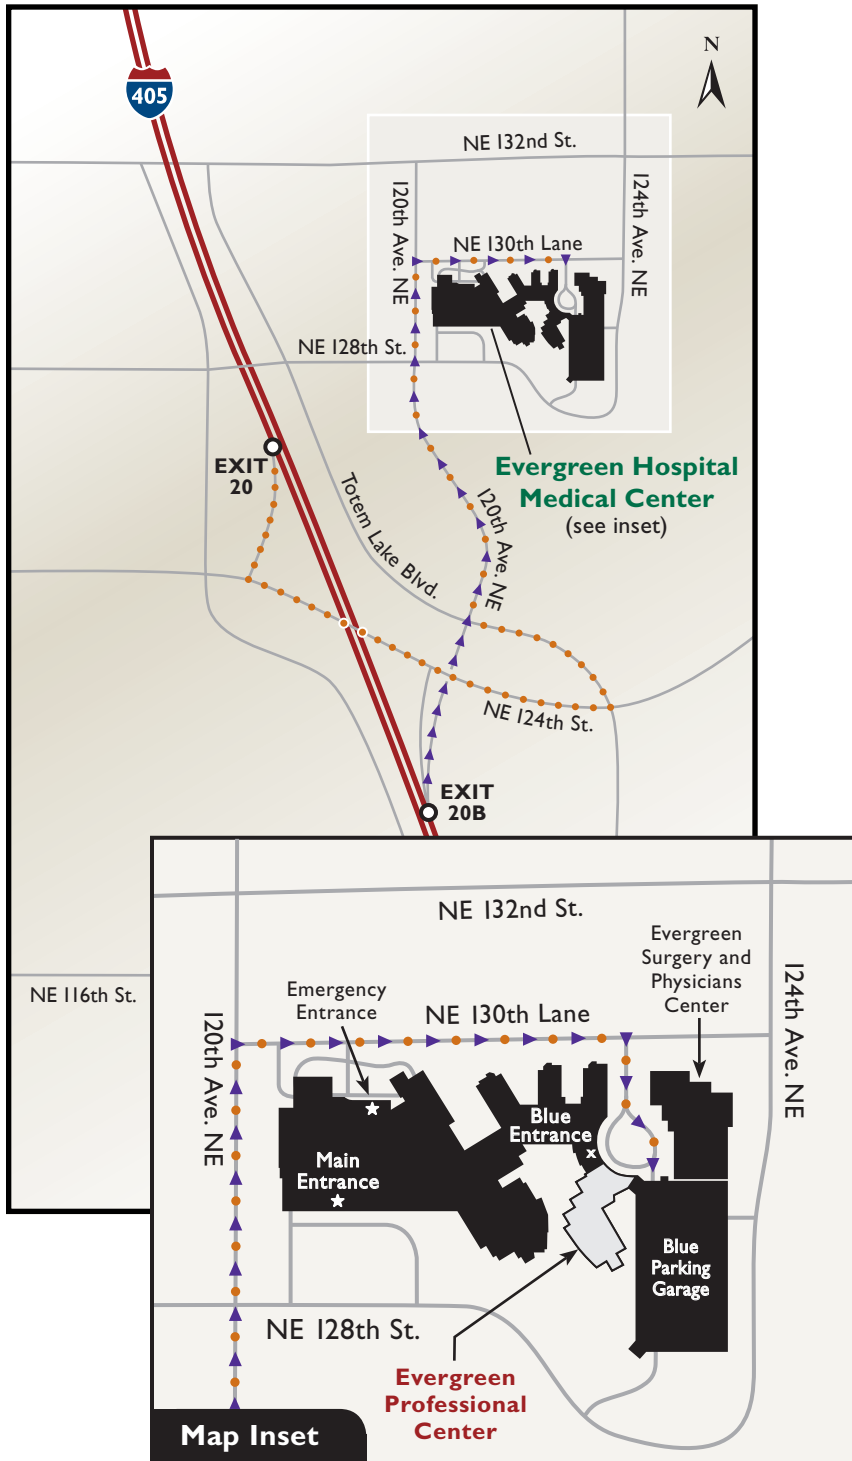 405
N
NE 132nd St.
120th Ave. NE
124th Ave. NE
NE 130th Lane
NE 128th St.
EXIT
20
Evergreen Hospital
Medical Center
(see inset)
Totem Lake Blvd.
120th Ave. NE
NE 124th St.
EXIT
20B
NE 116th St.
NE 132nd St.
Evergreen
Surgery and
Physicians
Center
124th Ave. NE
Emergency
Entrance
NE 130th Lane
120th Ave. NE
Blue
Entrance
x
Main
Entrance
Blue
Parking
Garage
NE 128th St.
Evergreen
Professional
Center
Map Inset